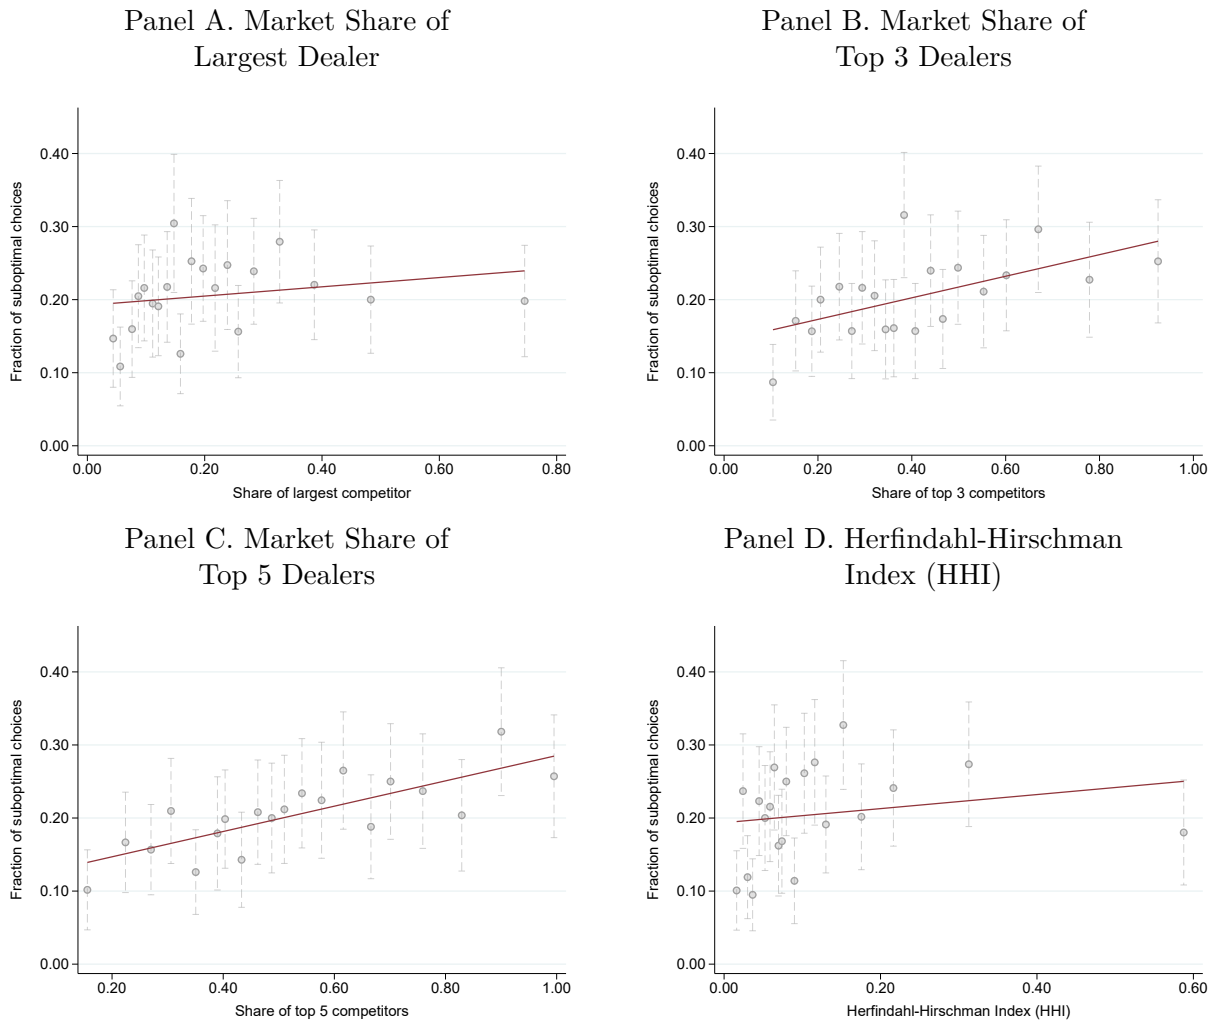 Panel A. Market Share of
Largest Dealer
Fraction of suboptimal choices
0.40
0.30
0.20
0.10
0.00
0.00 0.20 0.40 0.60 0.80
Share of largest competitor
Panel B. Market Share of
Top 3 Dealers
Fraction of suboptimal choices
0.40
0.30
0.20
0.10
0.00
0.00 0.20 0.40 0.60 0.80 1.00
Share of top 3 competitors
Panel C. Market Share of
Top 5 Dealers
Fraction of suboptimal choices
0.40
0.30
0.20
0.10
0.00
0.20 0.40 0.60 0.80 1.00
Share of top 5 competitors
Panel D. Herfindahl-Hirschman
Index (HHI)
Fraction of suboptimal choices
0.40
0.30
0.20
0.10
0.00
0.00 0.20 0.40 0.60
Herfindahl-Hirschman Index (HHI)